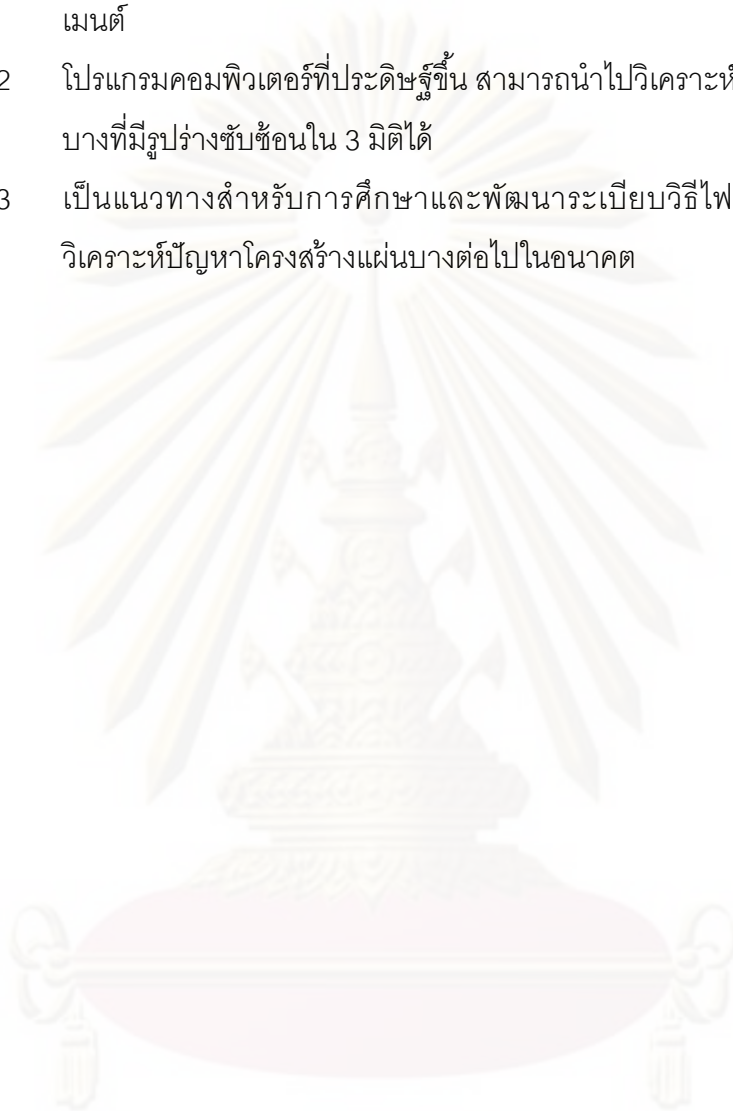 เมนต์
2 โปรแกรมคอมพิวเตอร์ที่ประดิษฐ์ขึ้น สามารถนำไปวิเคราะห์
บางที่มีรูปร่างซับซ้อนใน 3 มิติได้
3 เป็นแนวทางสำหรับการศึกษาและพัฒนาระเบียบวิธีไฟ
วิเคราะห์ปัญหาโครงสร้างแผ่นบางต่อไปในอนาคต